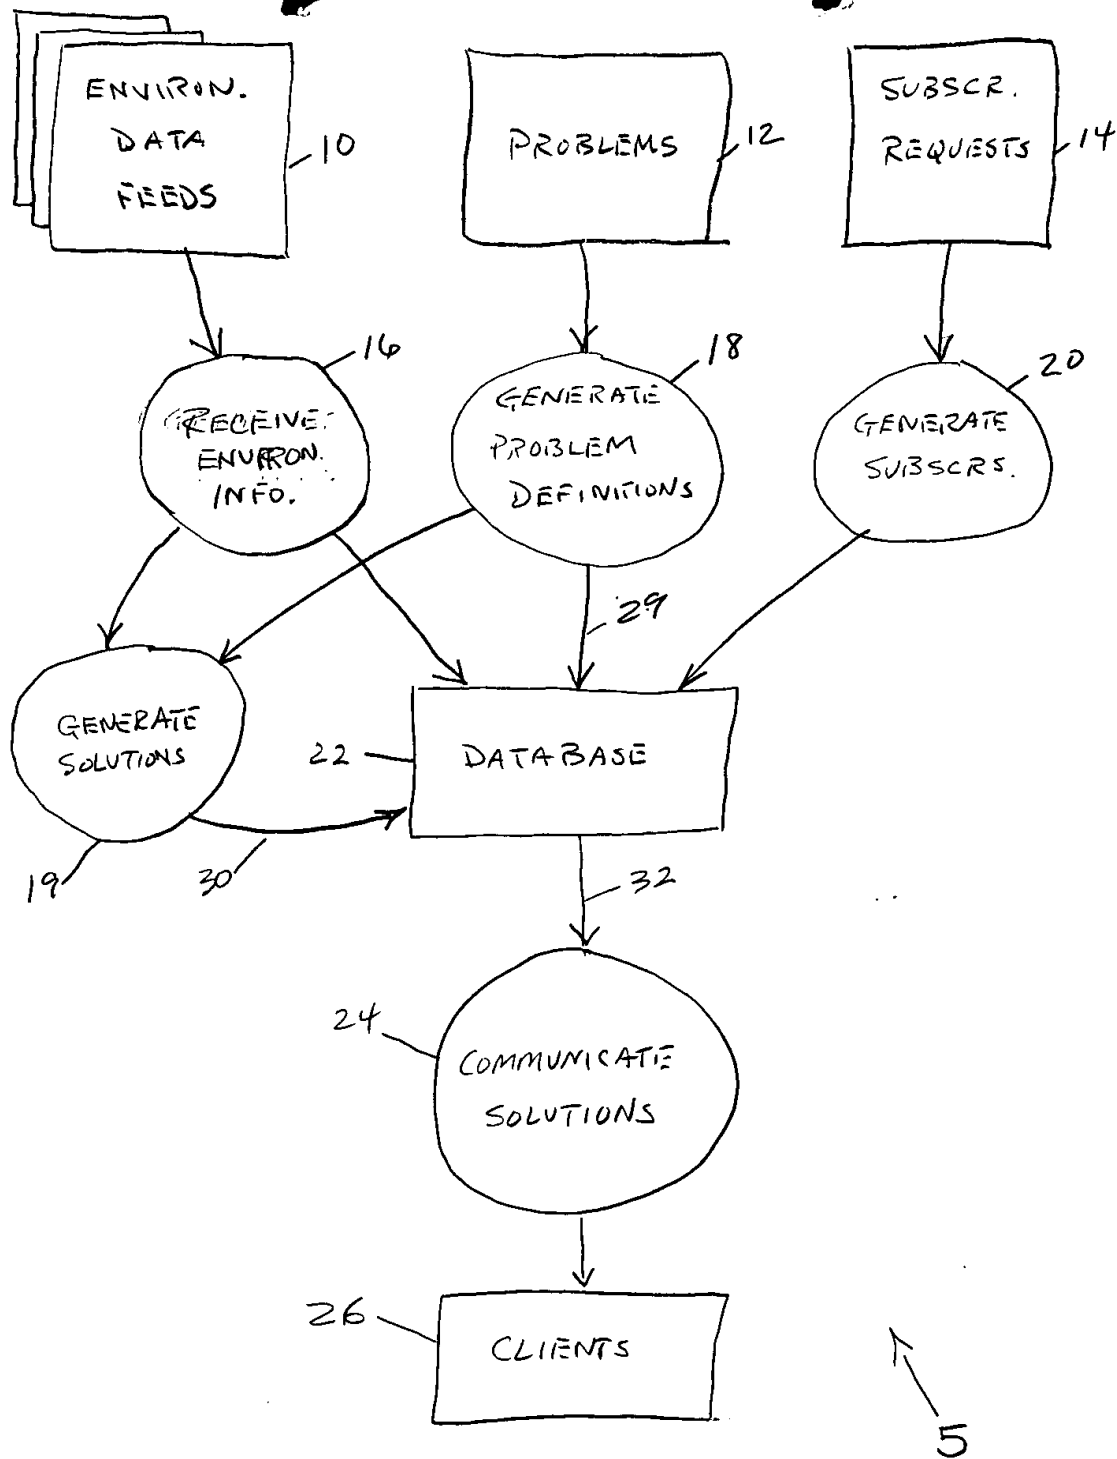 ENVIRON.
DATA
FEEDS
10
PROBLEMS
12
SUBSCR.
REQUESTS
14
16
RECEIVE
ENVIRON.
INFO.
18
GENERATE
PROBLEM
DEFINITIONS
20
GENERATE
SUBSCRS.
29
GENERATE
SOLUTIONS
19
30
22
DATABASE
32
24
COMMUNICATE
SOLUTIONS
26
CLIENTS
5